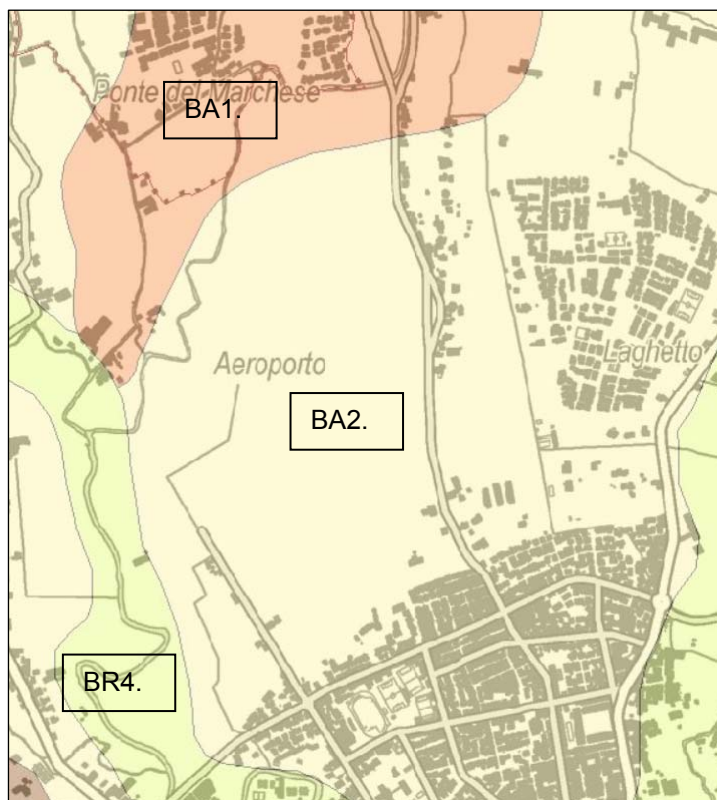 Ponte del Marchese
BA1.
Aeroporto
Laghetto
BA2.
BR4.